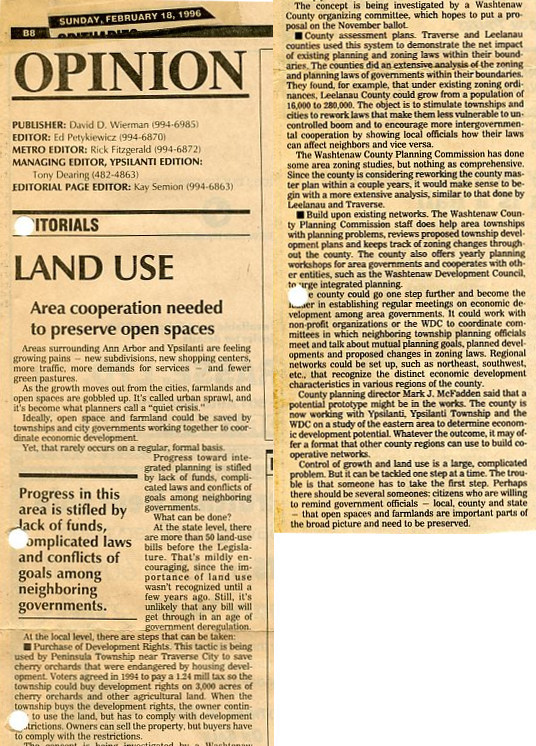 SUNDAY, FEBRUARY 18, 1996
B8
OPINION
PUBLISHER: David D. Wierman (994-6985)
EDITOR: Ed Petykiewicz (994-6870)
METRO EDITOR: Rick Fitzgerald (994-6872)
MANAGING EDITOR, YPSILANTI EDITION:
Tony Dearing (482-4863)
EDITORIAL PAGE EDITOR: Kay Semion (994-6863)
ITORIALS
LAND USE
Area cooperation needed
to preserve open spaces
Areas surrounding Ann Arbor and Ypsilanti are feeling
growing pains — new subdivisions, new shopping centers,
more traffic, more demands for services — and fewer
green pastures.
As the growth moves out from the cities, farmlands and
open spaces are gobbled up. It's called urban sprawl, and
it's become what planners call a "quiet crisis."
Ideally, open space and farmland could be saved by
townships and city governments working together to coor-
dinate economic development.
Yet, that rarely occurs on a regular, formal basis.
Progress toward inte-
grated planning is stifled
by lack of funds, compli-
cated laws and conflicts of
goals among neighboring
governments.
What can be done?
At the state level, there
are more than 50 land-use
bills before the Legisla-
ture. That's mildly en-
couraging, since the im-
portance of land use
wasn't recognized until a
few years ago. Still, it's
unlikely that any bill will
get through in an age of
government deregulation.
Progress in this
area is stifled by
lack of funds,
omplicated laws
and conflicts of
goals among
neighboring
governments.
At the local level, there are steps that can be taken:
■ Purchase of Development Rights. This tactic is being
used by Peninsula Township near Traverse City to save
cherry orchards that were endangered by housing devel-
opment. Voters agreed in 1994 to pay a 1.24 mill tax so the
township could buy development rights on 3,000 acres of
cherry orchards and other agricultural land. When the
township buys the development rights, the owner contin-
to use the land, but has to comply with development
trictions. Owners can sell the property, but buyers have
to comply with the restrictions.
The concept is being investigated by a Washtenaw
The concept is being investigated by a Washtenaw
County organizing committee, which hopes to put a pro-
posal on the November ballot.
■ County assessment plans. Traverse and Leelanau
counties used this system to demonstrate the net impact
of existing planning and zoning laws within their bound-
aries. The counties did an extensive analysis of the zoning
and planning laws of governments within their boundaries.
They found, for example, that under existing zoning ordi-
nances, Leelanau County could grow from a population of
16,000 to 280,000. The object is to stimulate townships and
cities to rework laws that make them less vulnerable to un-
controlled boom and to encourage more intergovernmen-
tal cooperation by showing local officials how their laws
can affect neighbors and vice versa.
The Washtenaw County Planning Commission has done
some area zoning studies, but nothing as comprehensive.
Since the county is considering reworking the county mas-
ter plan within a couple years, it would make sense to be-
gin with a more extensive analysis, similar to that done by
Leelanau and Traverse.
■ Build upon existing networks. The Washtenaw Coun-
ty Planning Commission staff does help area townships
with planning problems, reviews proposed township devel-
opment plans and keeps track of zoning changes through-
out the county. The county also offers yearly planning
workshops for area governments and cooperates with oth-
er entities, such as the Washtenaw Development Council,
to urge integrated planning.
e county could go one step further and become the
er in establishing regular meetings on economic de-
velopment among area governments. It could work with
non-profit organizations or the WDC to coordinate com-
mittees in which neighboring township planning officials
meet and talk about mutual planning goals, planned devel-
opments and proposed changes in zoning laws. Regional
networks could be set up, such as northeast, southwest,
etc., that recognize the distinct economic development
characteristics in various regions of the county.
County planning director Mark J. McFadden said that a
potential prototype might be in the works. The county is
now working with Ypsilanti, Ypsilanti Township and the
WDC on a study of the eastern area to determine econom-
ic development potential. Whatever the outcome, it may of-
fer a format that other county regions can use to build co-
operative networks.
Control of growth and land use is a large, complicated
problem. But it can be tackled one step at a time. The trou-
ble is that someone has to take the first step. Perhaps
there should be several someones: citizens who are willing
to remind government officials — local, county and state
— that open spaces and farmlands are important parts of
the broad picture and need to be preserved.